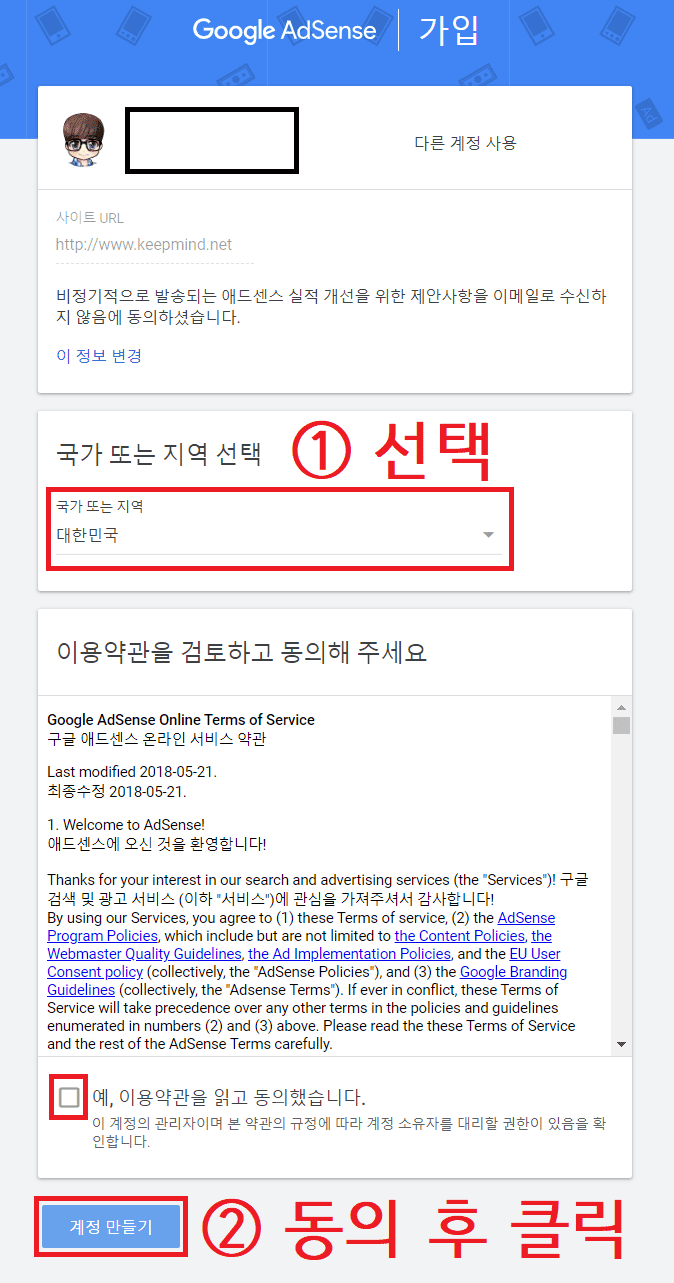 Google AdSense 가입
다른 계정 사용
사이트 URL
http://www.keepmind.net
비정기적으로 발송되는 애드센스 실적 개선을 위한 제안사항을 이메일로 수신하
지 않음에 동의하셨습니다.
이 정보 변경
국가 또는 지역 선택 ① 선택
국가 또는 지역
대한민국
이용약관을 검토하고 동의해 주세요
Google AdSense Online Terms of Service
구글 애드센스 온라인 서비스 약관
Last modified 2018-05-21.
최종수정 2018-05-21.
1. Welcome to AdSense!
애드센스에 오신 것을 환영합니다!
Thanks for your interest in our search and advertising services (the "Services")! 구글
검색 및 광고 서비스 (이하 "서비스")에 관심을 가져주셔서 감사합니다!
By using our Services, you agree to (1) these Terms of service, (2) the AdSense
Program Policies, which include but are not limited to the Content Policies, the
Webmaster Quality Guidelines, the Ad Implementation Policies, and the EU User
Consent policy (collectively, the "AdSense Policies"), and (3) the Google Branding
Guidelines (collectively, the "Adsense Terms"). If ever in conflict, these Terms of
Service will take precedence over any other terms in the policies and guidelines
enumerated in numbers (2) and (3) above. Please read the these Terms of Service
and the rest of the AdSense Terms carefully.
예, 이용약관을 읽고 동의했습니다.
이 계정의 관리자이며 본 약관의 규정에 따라 계정 소유자를 대리할 권한이 있음을 확
인합니다.
계정 만들기 ② 동의 후 클릭